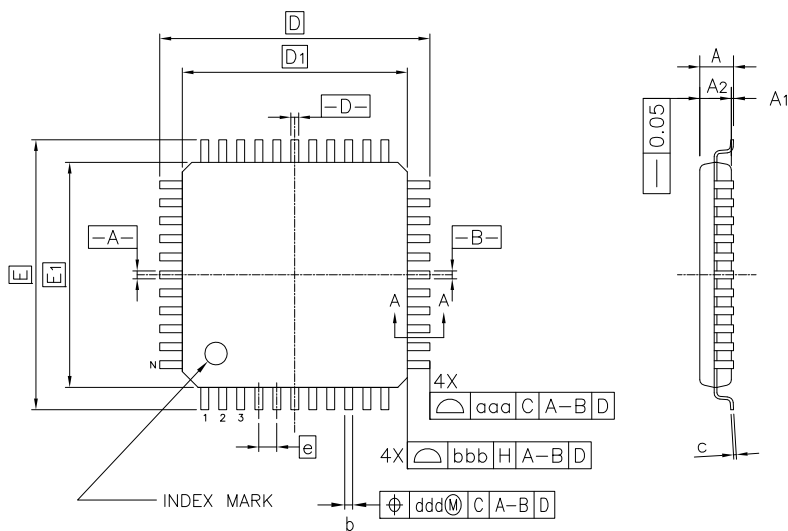 D
D1
-D-
A
A2
A1
— 0.05
-A-
-B-
E
E1
A A
N
4X
⌓ aaa C A-B D
1 2 3
e
4X ⌓ bbb H A-B D
c
INDEX MARK
⌖ ddd Ⓜ C A-B D
b